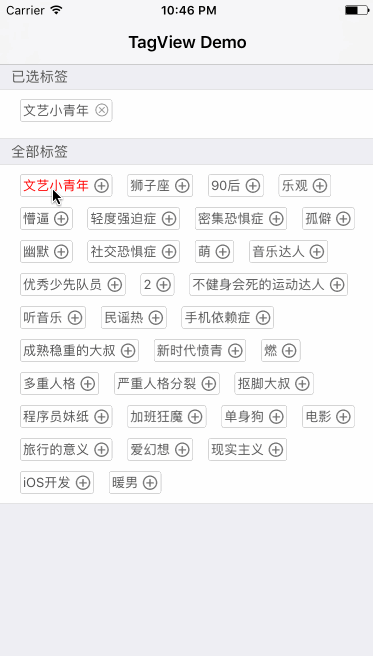 Carrier 10:46 PM
TagView Demo
已选标签
文艺小青年
全部标签
文艺小青年 狮子座 90后 乐观
懵逼 轻度强迫症 密集恐惧症 孤僻
幽默 社交恐惧症 萌 音乐达人
优秀少先队员 2 不健身会死的运动达人
听音乐 民谣热 手机依赖症
成熟稳重的大叔 新时代愤青 燃
多重人格 严重人格分裂 抠脚大叔
程序员妹纸 加班狂魔 单身狗 电影
旅行的意义 爱幻想 现实主义
iOS开发 暖男